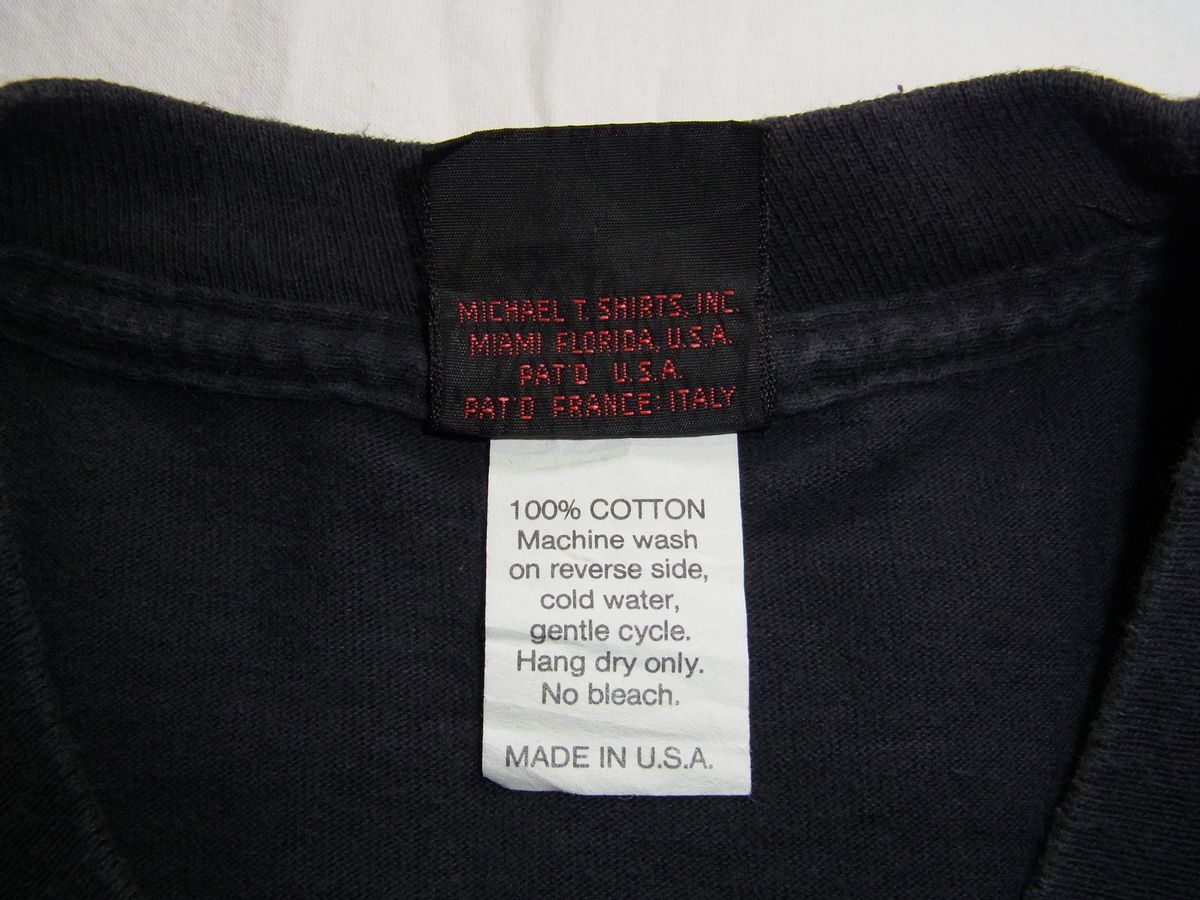 MICHAEL T. SHIRTS, INC.
MIAMI FLORIDA, U.S.A.
PAT'D U.S.A.
PAT'D FRANCE: ITALY
100% COTTON
Machine wash
on reverse side,
cold water,
gentle cycle.
Hang dry only.
No bleach.
MADE IN U.S.A.